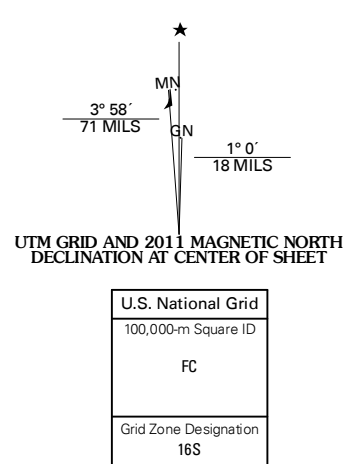 ★
MN
3° 58´
71 MILS
GN
1° 0´
18 MILS
UTM GRID AND 2011 MAGNETIC NORTH
DECLINATION AT CENTER OF SHEET
U.S. National Grid
100,000-m Square ID
FC
Grid Zone Designation
16S